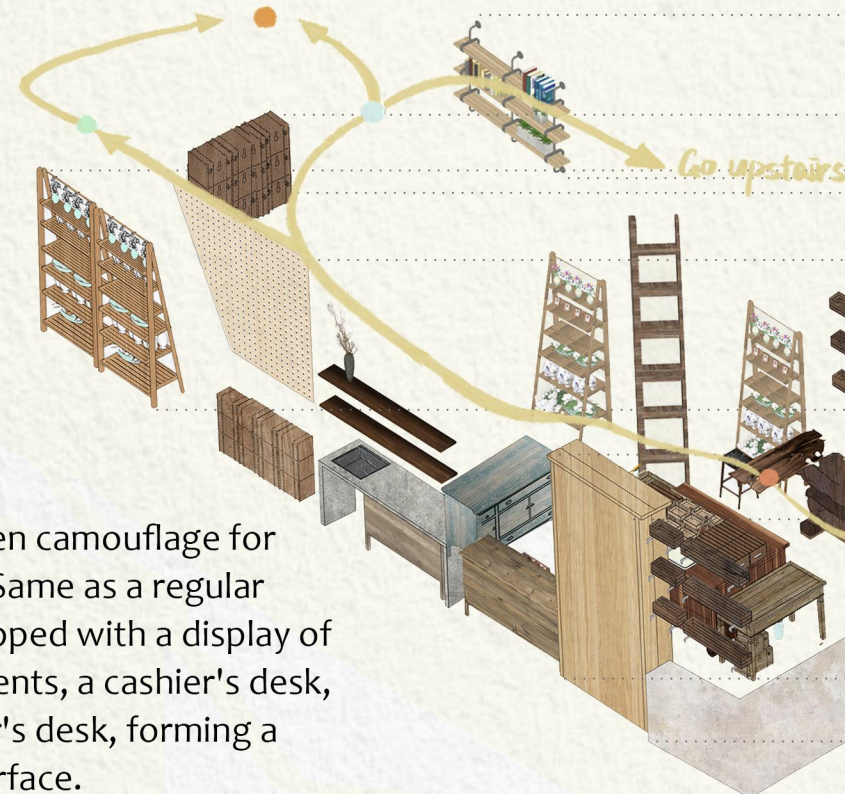 Go upstairs
en camouflage for
Same as a regular
pped with a display of
ents, a cashier's desk,
r's desk, forming a
rface.